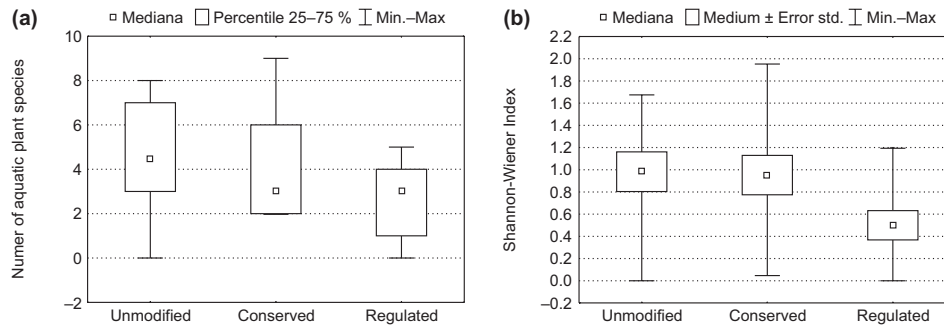 (a)
Mediana Percentile 25–75 % Min.–Max
10
8
6
4
2
0
–2
Numer of aquatic plant species
Unmodified Conserved Regulated
(b)
Mediana Medium ± Error std. Min.–Max
2.2
2.0
1.8
1.6
1.4
1.2
1.0
0.8
0.6
0.4
0.2
0.0
–0.2
Shannon-Wiener Index
Unmodified Conserved Regulated